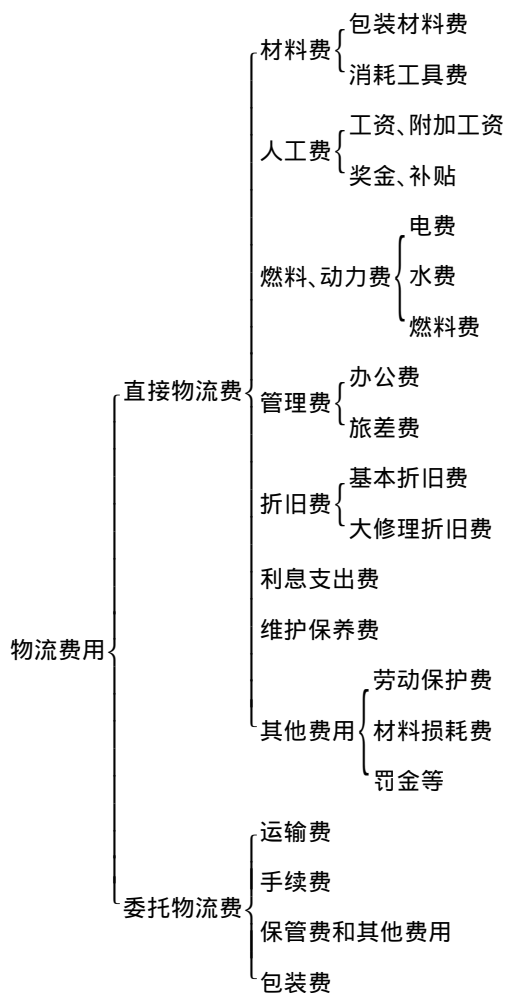 物流费用
直接物流费
材料费
包装材料费
消耗工具费
人工费
工资、附加工资
奖金、补贴
燃料、动力费
电费
水费
燃料费
管理费
办公费
旅差费
折旧费
基本折旧费
大修理折旧费
利息支出费
维护保养费
其他费用
劳动保护费
材料损耗费
罚金等
委托物流费
运输费
手续费
保管费和其他费用
包装费